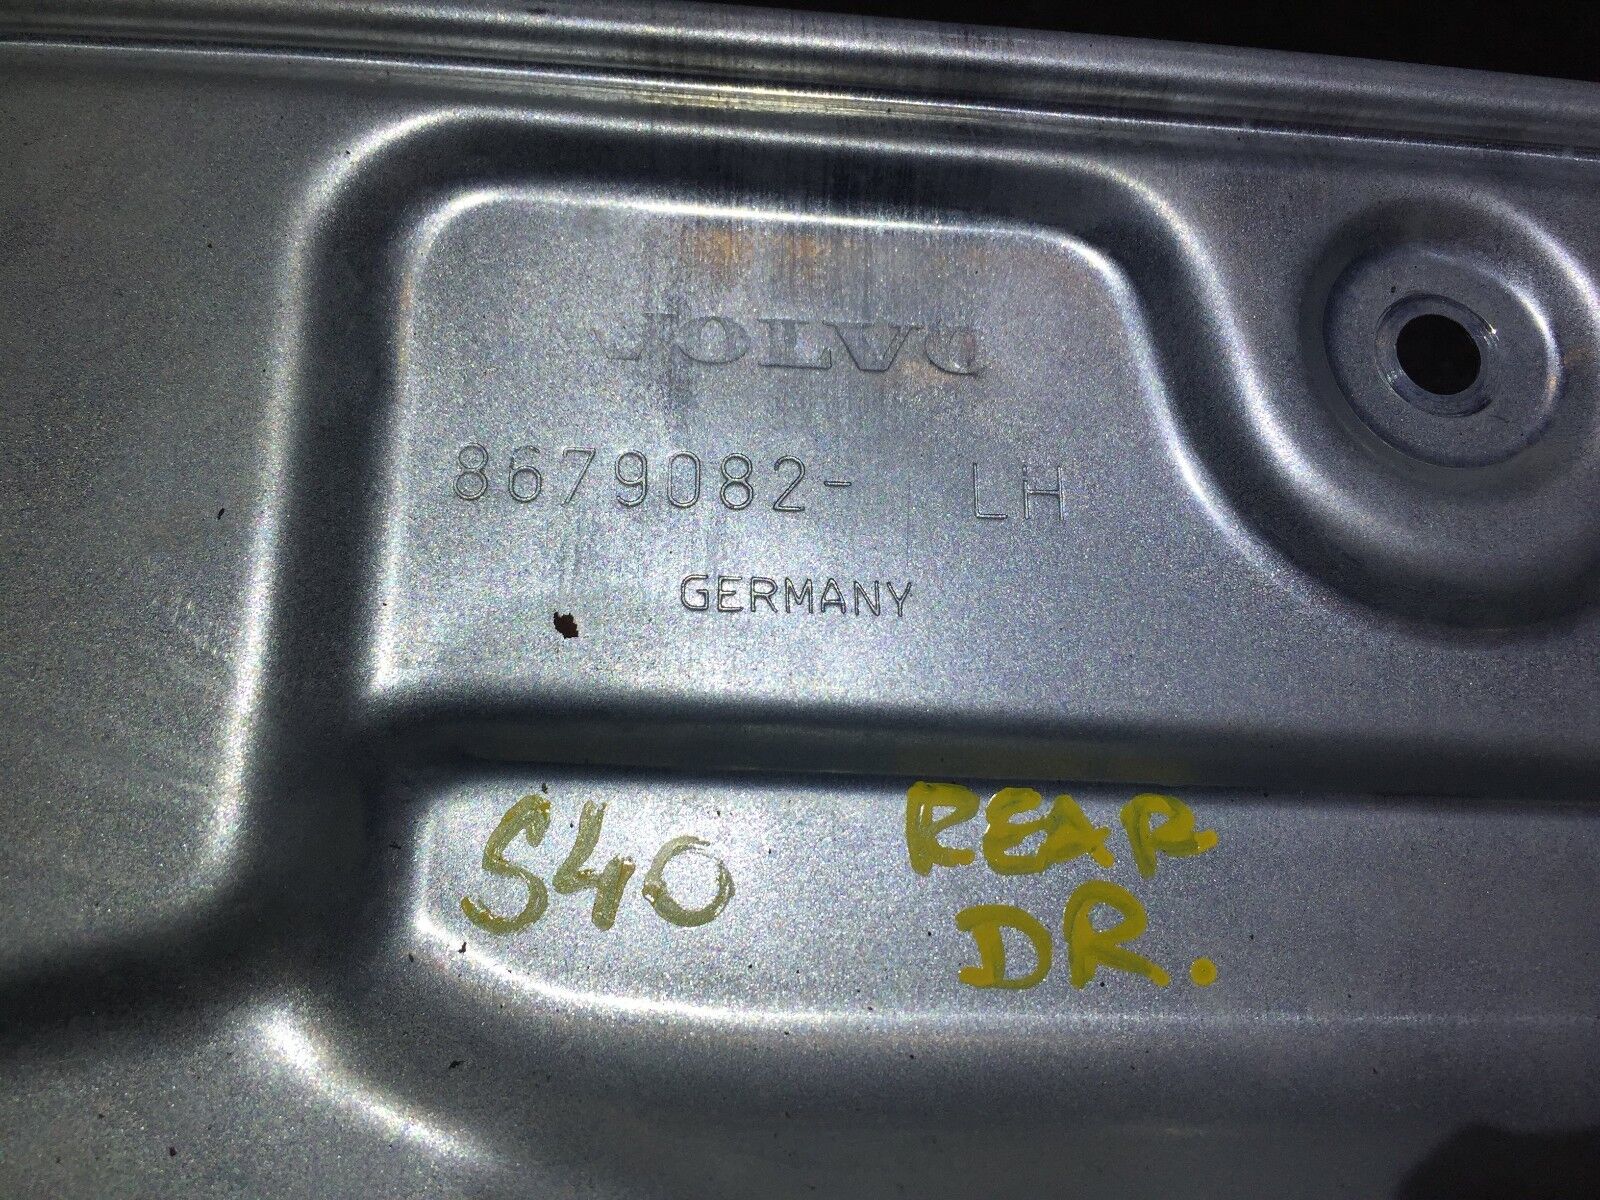 VOLVO
8679082- LH
GERMANY
S40
REAR
DR.